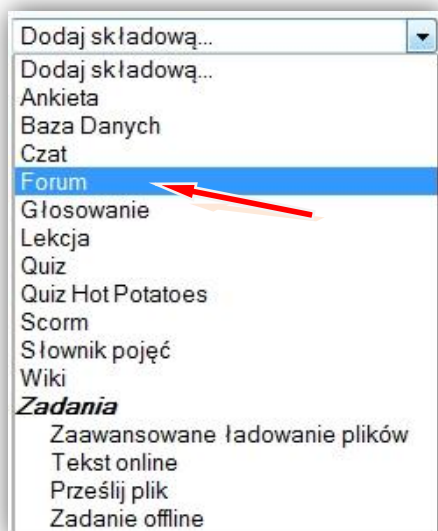 Dodaj składową...
Dodaj składową...
Ankieta
Baza Danych
Czat
Forum
Głosowanie
Lekcja
Quiz
Quiz Hot Potatoes
Scorm
Słownik pojęć
Wiki
Zadania
Zaawansowane ładowanie plików
Tekst online
Prześlij plik
Zadanie offline